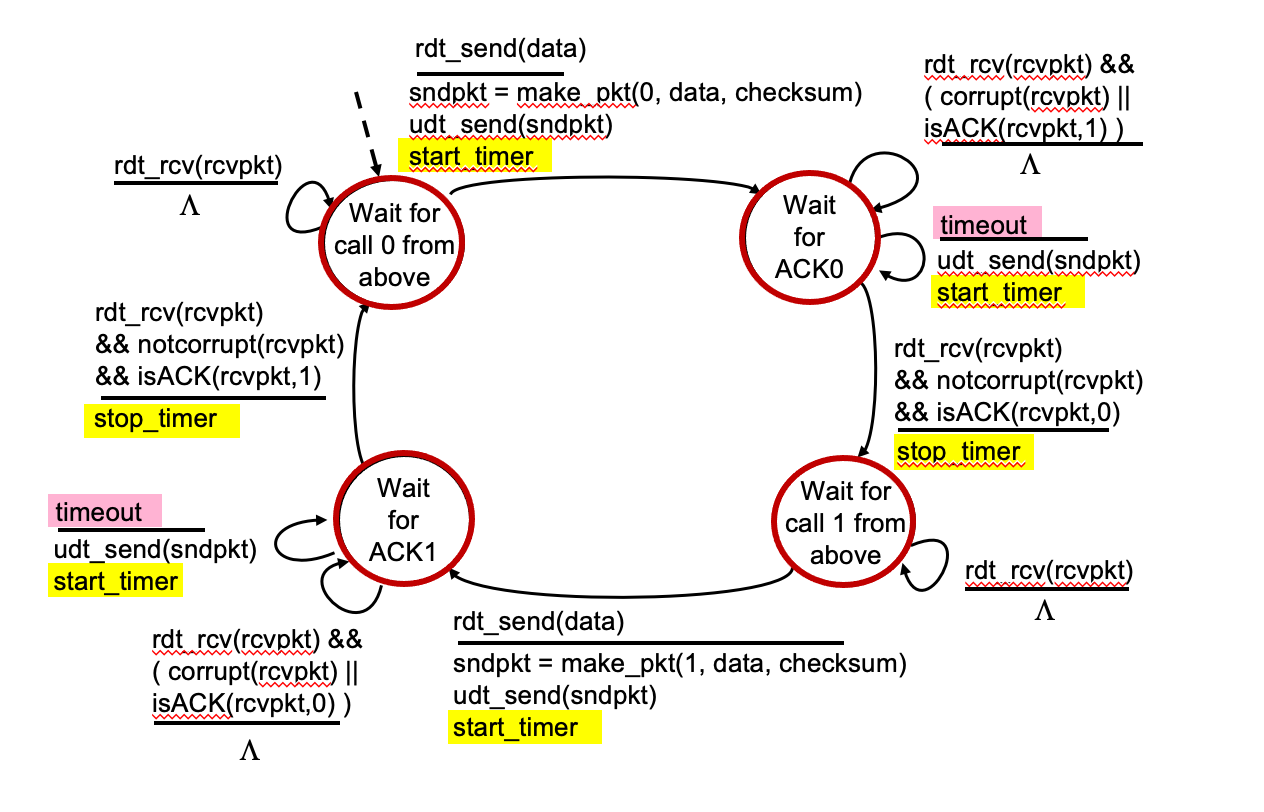 rdt_send(data)
sndpkt = make_pkt(0, data, checksum)
udt_send(sndpkt)
start_timer
rdt_rcv(rcvpkt) &&
( corrupt(rcvpkt) ||
isACK(rcvpkt,1) )
Λ
rdt_rcv(rcvpkt)
Λ
Wait for
call 0 from
above
Wait
for
ACK0
timeout
udt_send(sndpkt)
start_timer
rdt_rcv(rcvpkt)
&& notcorrupt(rcvpkt)
&& isACK(rcvpkt,1)
stop_timer
rdt_rcv(rcvpkt)
&& notcorrupt(rcvpkt)
&& isACK(rcvpkt,0)
stop_timer
Wait
for
ACK1
Wait for
call 1 from
above
timeout
udt_send(sndpkt)
start_timer
rdt_rcv(rcvpkt)
Λ
rdt_rcv(rcvpkt) &&
( corrupt(rcvpkt) ||
isACK(rcvpkt,0) )
Λ
rdt_send(data)
sndpkt = make_pkt(1, data, checksum)
udt_send(sndpkt)
start_timer